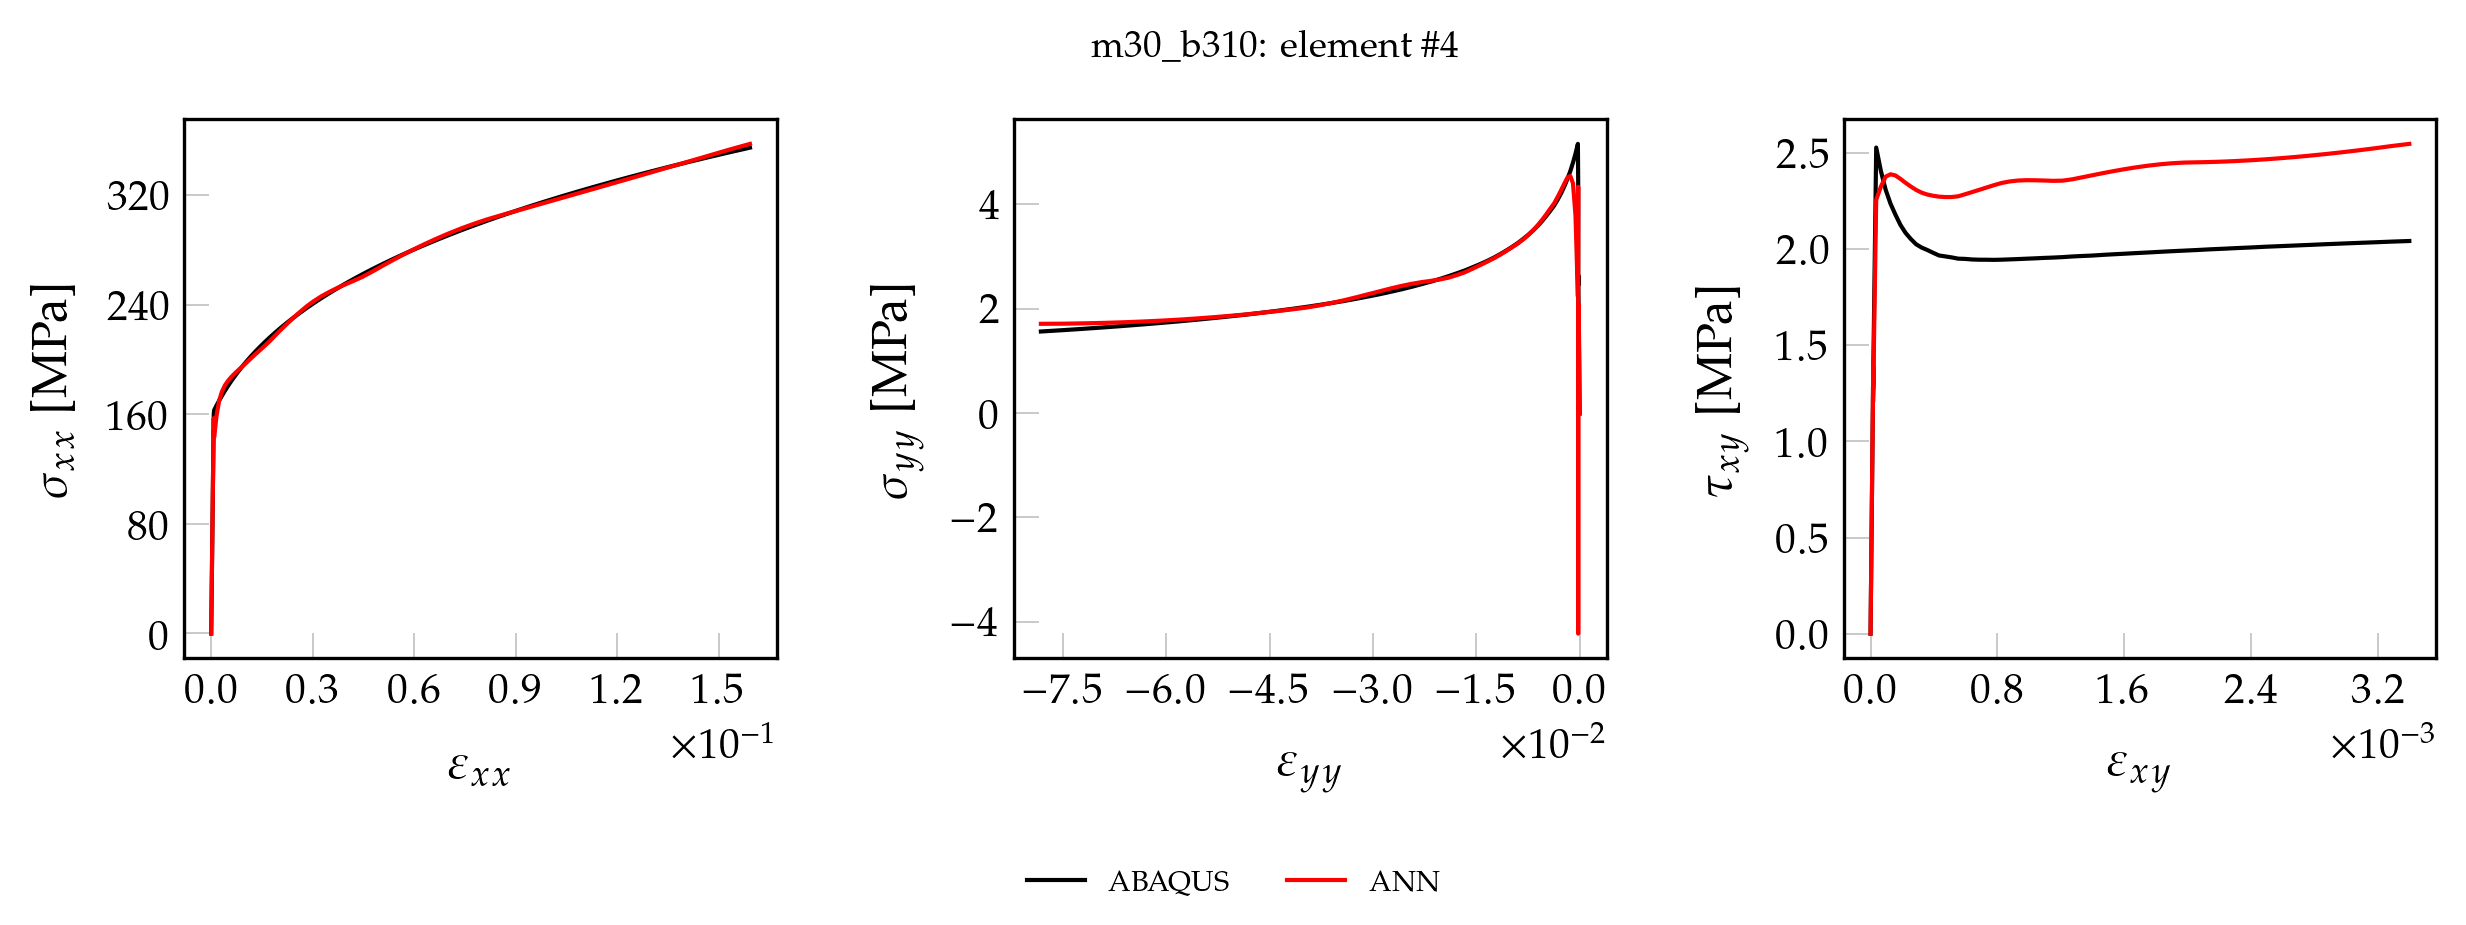 m30_b310: element #4
σxx [MPa]
320
240
160
80
0
0.0 0.3 0.6 0.9 1.2 1.5
×10⁻¹
εxx
σyy [MPa]
4
2
0
−2
−4
−7.5 −6.0 −4.5 −3.0 −1.5 0.0
×10⁻²
εyy
τxy [MPa]
2.5
2.0
1.5
1.0
0.5
0.0
0.0 0.8 1.6 2.4 3.2
×10⁻³
εxy
ABAQUS ANN